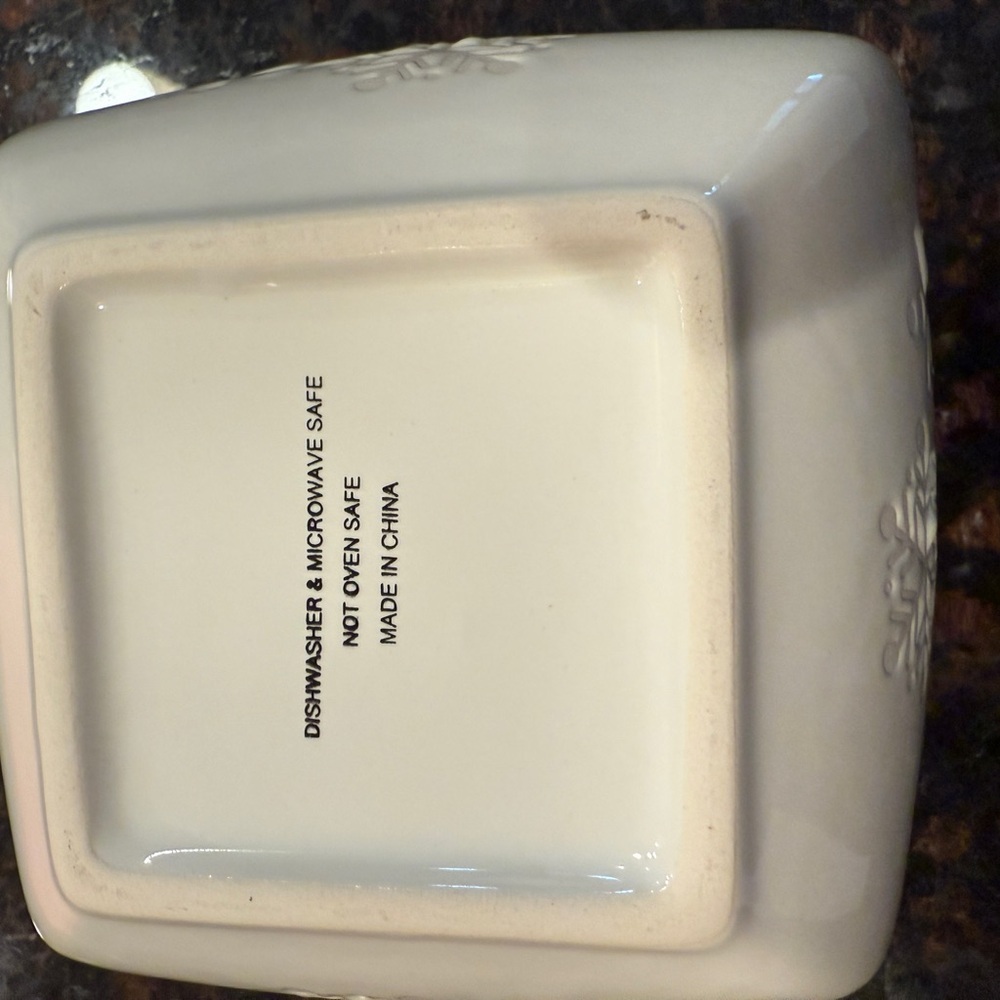 DISHWASHER & MICROWAVE SAFE
NOT OVEN SAFE
MADE IN CHINA